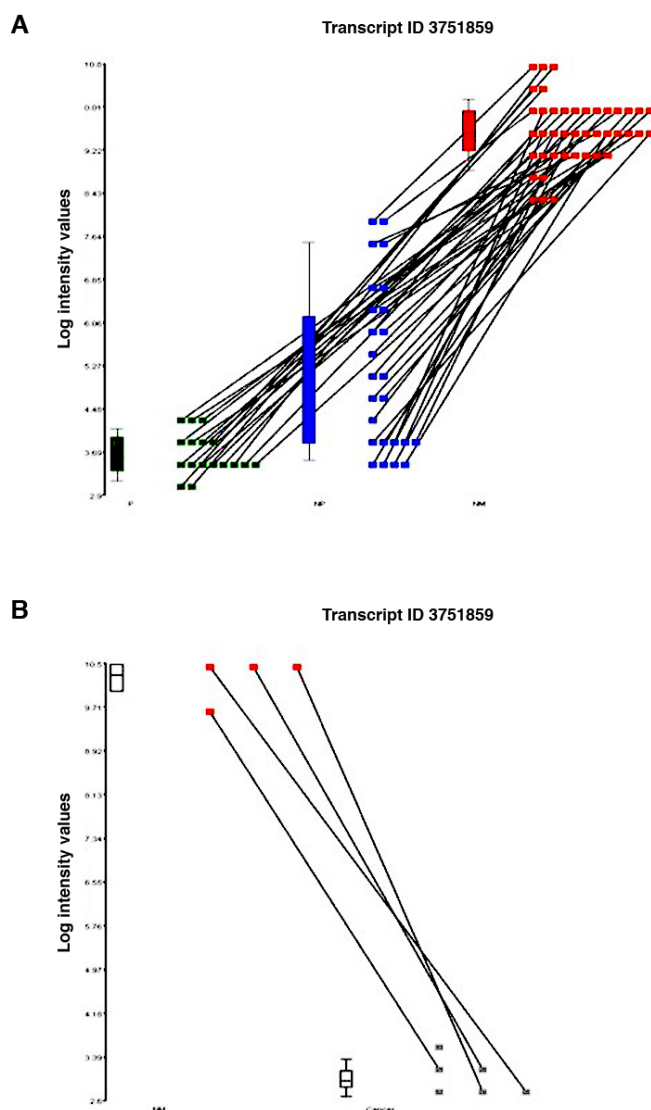 A
Transcript ID 3751859
Log intensity values
9.22
8.43
7.64
6.85
6.06
5.27
4.48
3.69
2.9
P
NP
NM
B
Transcript ID 3751859
Log intensity values
10.5
9.71
8.92
8.13
7.34
6.55
5.76
4.97
4.18
3.39
2.6
Cancer